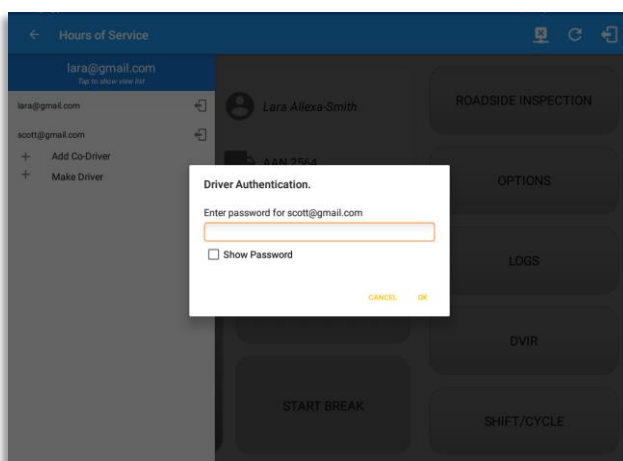 Hours of Service
lara@gmail.com
Tap to show view list
lara@gmail.com
scott@gmail.com
+ Add Co-Driver
+ Make Driver
Lara Allexa-Smith
AAN 2564
ROADSIDE INSPECTION
OPTIONS
LOGS
DVIR
START BREAK
SHIFT/CYCLE
Driver Authentication.
Enter password for scott@gmail.com
Show Password
CANCEL OK